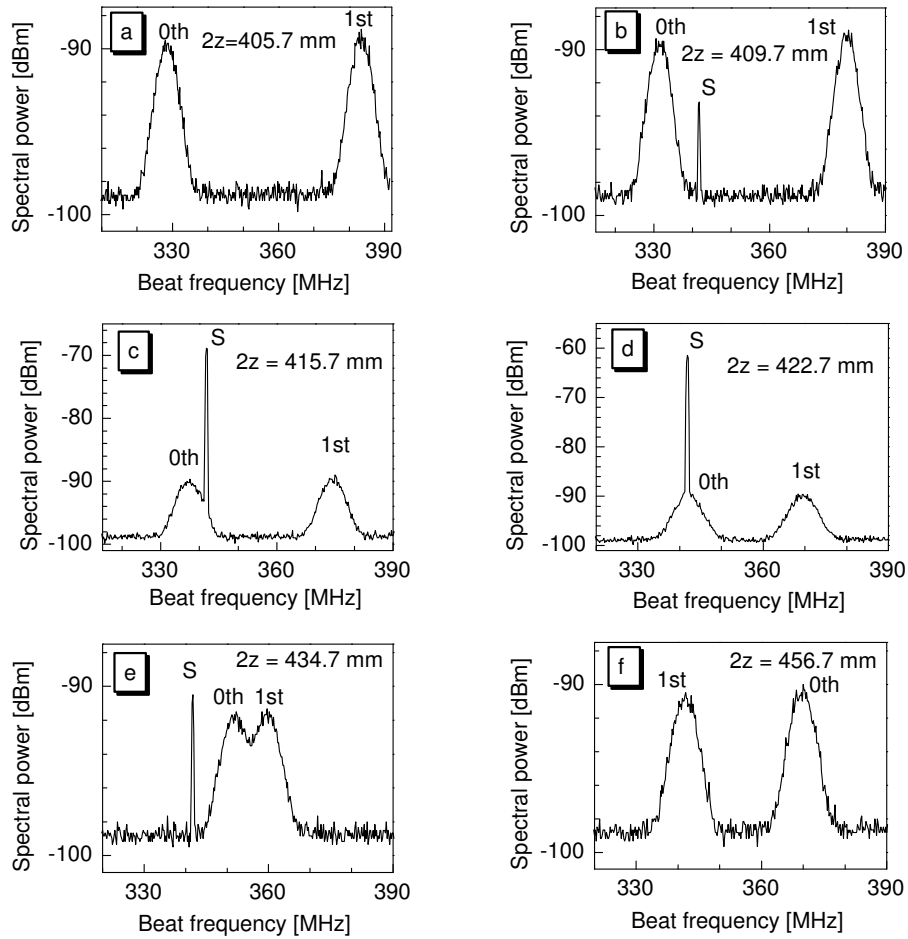 a
0th
1st
2z=405.7 mm
-90
-100
Spectral power [dBm]
330
360
390
Beat frequency [MHz]
b
0th
1st
2z = 409.7 mm
S
-90
-100
Spectral power [dBm]
330
360
390
Beat frequency [MHz]
c
S
2z = 415.7 mm
0th
1st
-70
-80
-90
-100
Spectral power [dBm]
330
360
390
Beat frequency [MHz]
d
S
2z = 422.7 mm
0th
1st
-60
-70
-80
-90
-100
Spectral power [dBm]
330
360
390
Beat frequency [MHz]
e
S
2z = 434.7 mm
0th
1st
-90
-100
Spectral power [dBm]
330
360
390
Beat frequency [MHz]
f
2z = 456.7 mm
1st
0th
-90
-100
Spectral power [dBm]
330
360
390
Beat frequency [MHz]